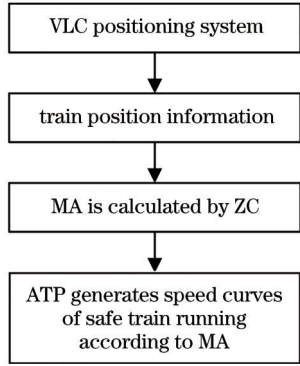 VLC positioning system
train position information
MA is calculated by ZC
ATP generates speed curves
of safe train running
according to MA